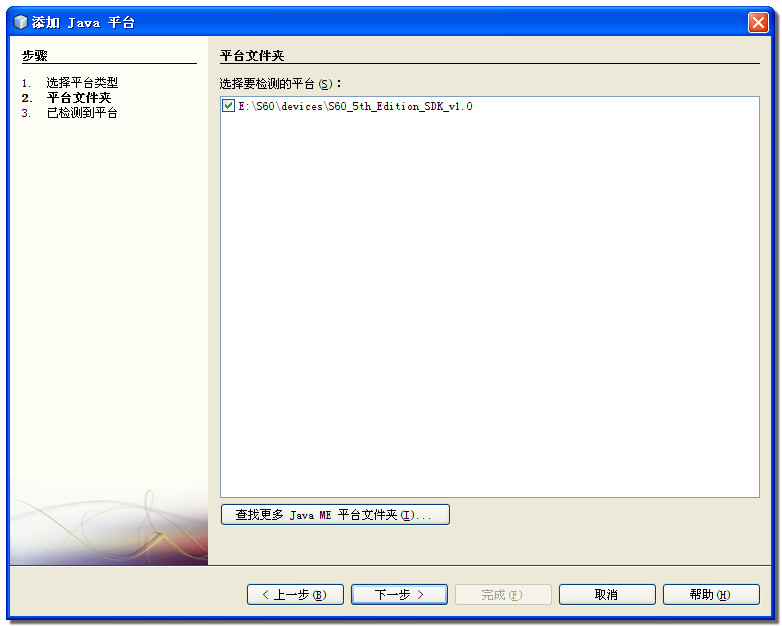 添加 Java 平台
步骤
1. 选择平台类型
2. 平台文件夹
3. 已检测到平台
平台文件夹
选择要检测的平台(S)：
E:\S60\devices\S60_5th_Edition_SDK_v1.0
查找更多 Java ME 平台文件夹(I)...
< 上一步(B)
下一步 >
完成(F)
取消
帮助(H)